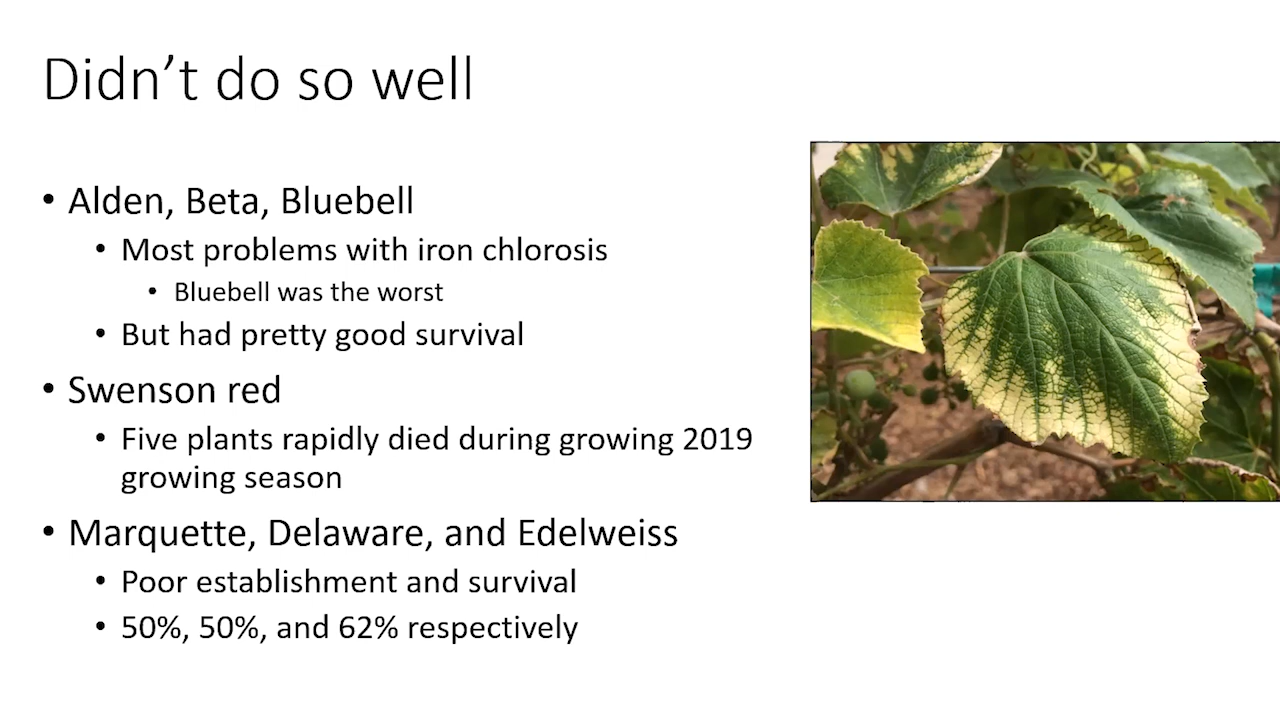 Didn't do so well
• Alden, Beta, Bluebell
• Most problems with iron chlorosis
• Bluebell was the worst
• But had pretty good survival
• Swenson red
• Five plants rapidly died during growing 2019
growing season
• Marquette, Delaware, and Edelweiss
• Poor establishment and survival
• 50%, 50%, and 62% respectively